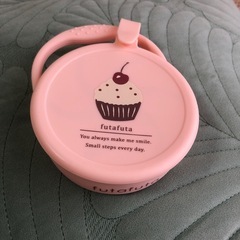 futafuta
You always make me smile.
Small steps every day.
futafuta